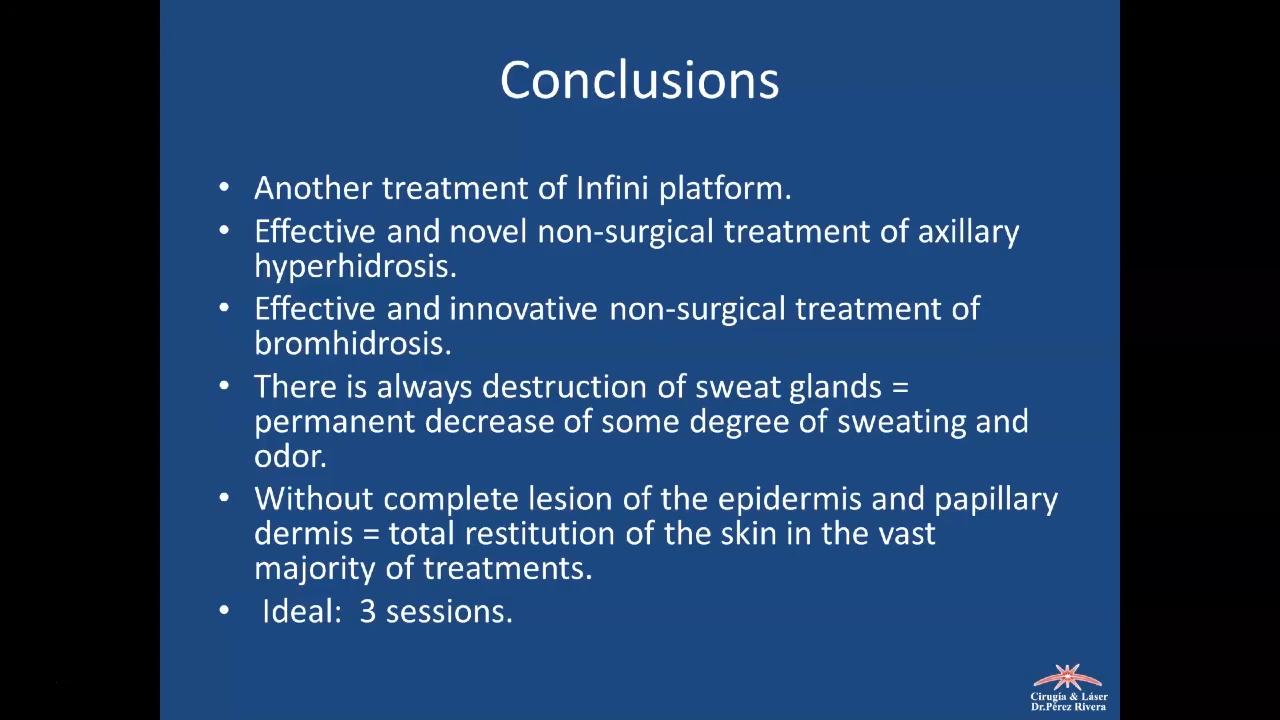 Conclusions
• Another treatment of Infini platform.
• Effective and novel non-surgical treatment of axillary
hyperhidrosis.
• Effective and innovative non-surgical treatment of
bromhidrosis.
• There is always destruction of sweat glands =
permanent decrease of some degree of sweating and
odor.
• Without complete lesion of the epidermis and papillary
dermis = total restitution of the skin in the vast
majority of treatments.
• Ideal: 3 sessions.
Cirugía & Láser
Dr.Pérez Rivera